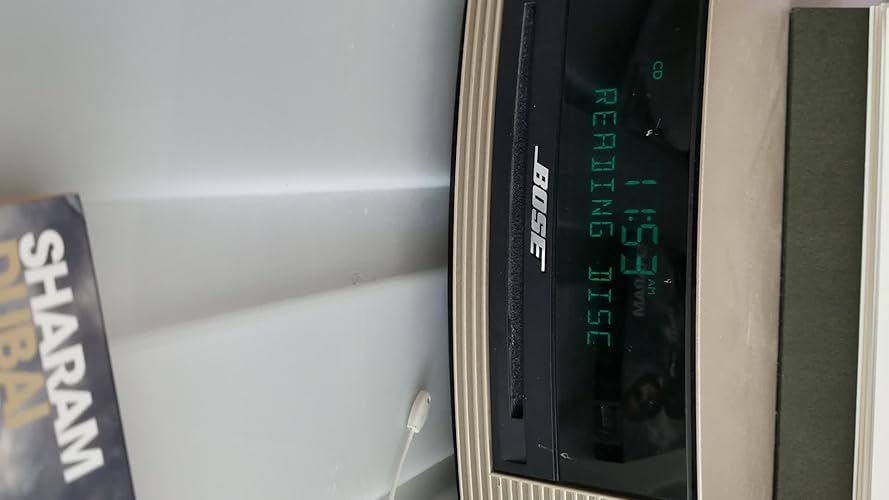 CD
11:53 AM
READING DISC
BOSE
SHARAM
DUBAI